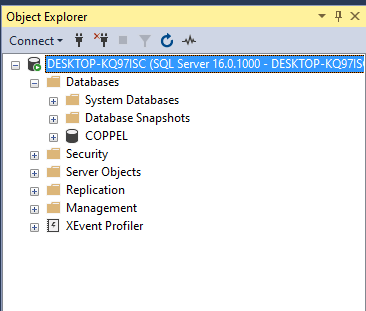 Object Explorer
Connect
DESKTOP-KQ97ISC (SQL Server 16.0.1000 - DESKTOP-KQ97IS
Databases
System Databases
Database Snapshots
COPPEL
Security
Server Objects
Replication
Management
XEvent Profiler